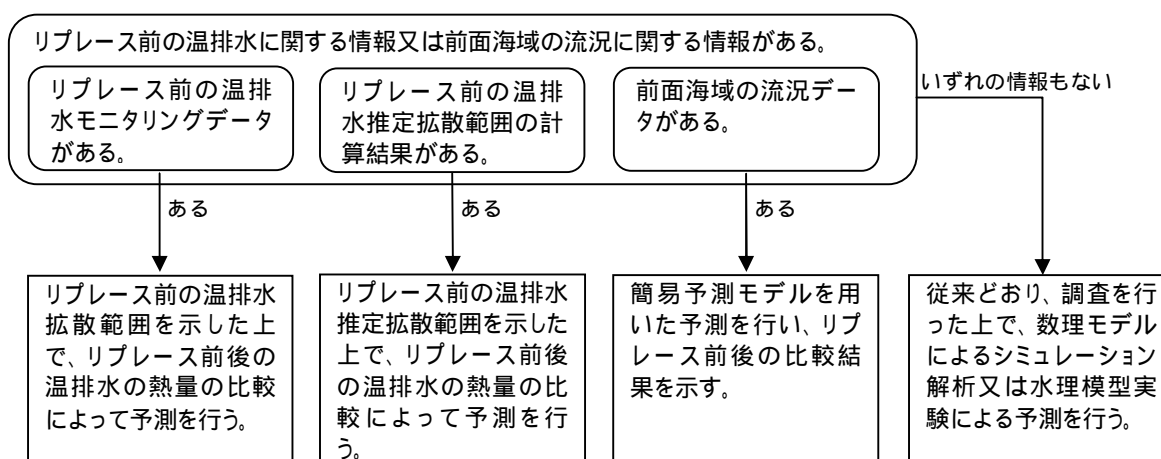 リプレース前の温排水に関する情報又は前面海域の流況に関する情報がある。
リプレース前の温排
水モニタリングデータ
がある。
リプレース前の温排
水推定拡散範囲の計
算結果がある。
前面海域の流況デー
タがある。
いずれの情報もない
ある
ある
ある
リプレース前の温排水
拡散範囲を示した上
で、リプレース前後の
温排水の熱量の比較
によって予測を行う。
リプレース前の温排水
推定拡散範囲を示した
上で、リプレース前後
の温排水の熱量の比
較によって予測を行
う。
簡易予測モデルを用
いた予測を行い、リプ
レース前後の比較結
果を示す。
従来どおり、調査を行
った上で、数理モデル
によるシミュレーション
解析又は水理模型実
験による予測を行う。